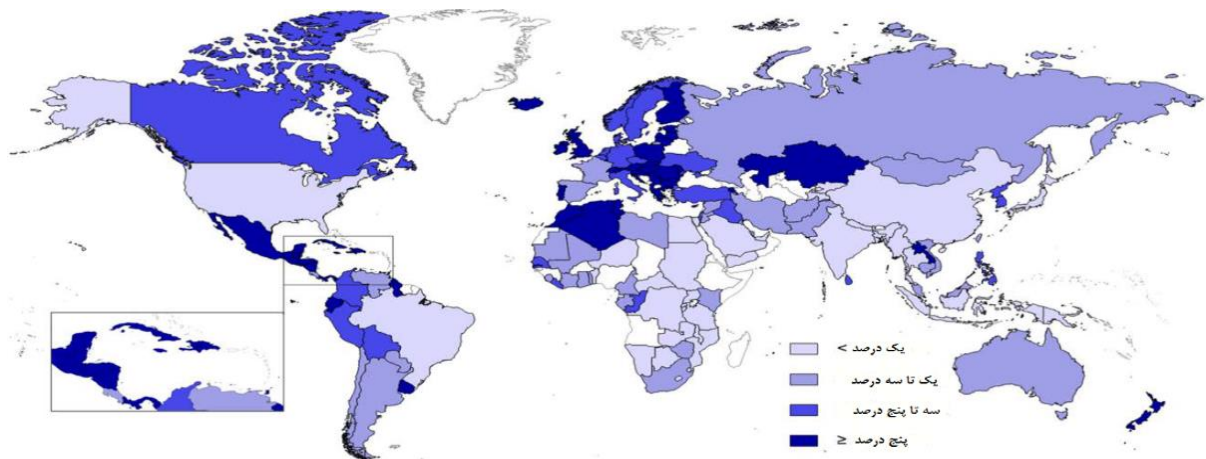 یک درصد >
یک تا سه درصد
سه تا پنج درصد
پنج درصد ≤